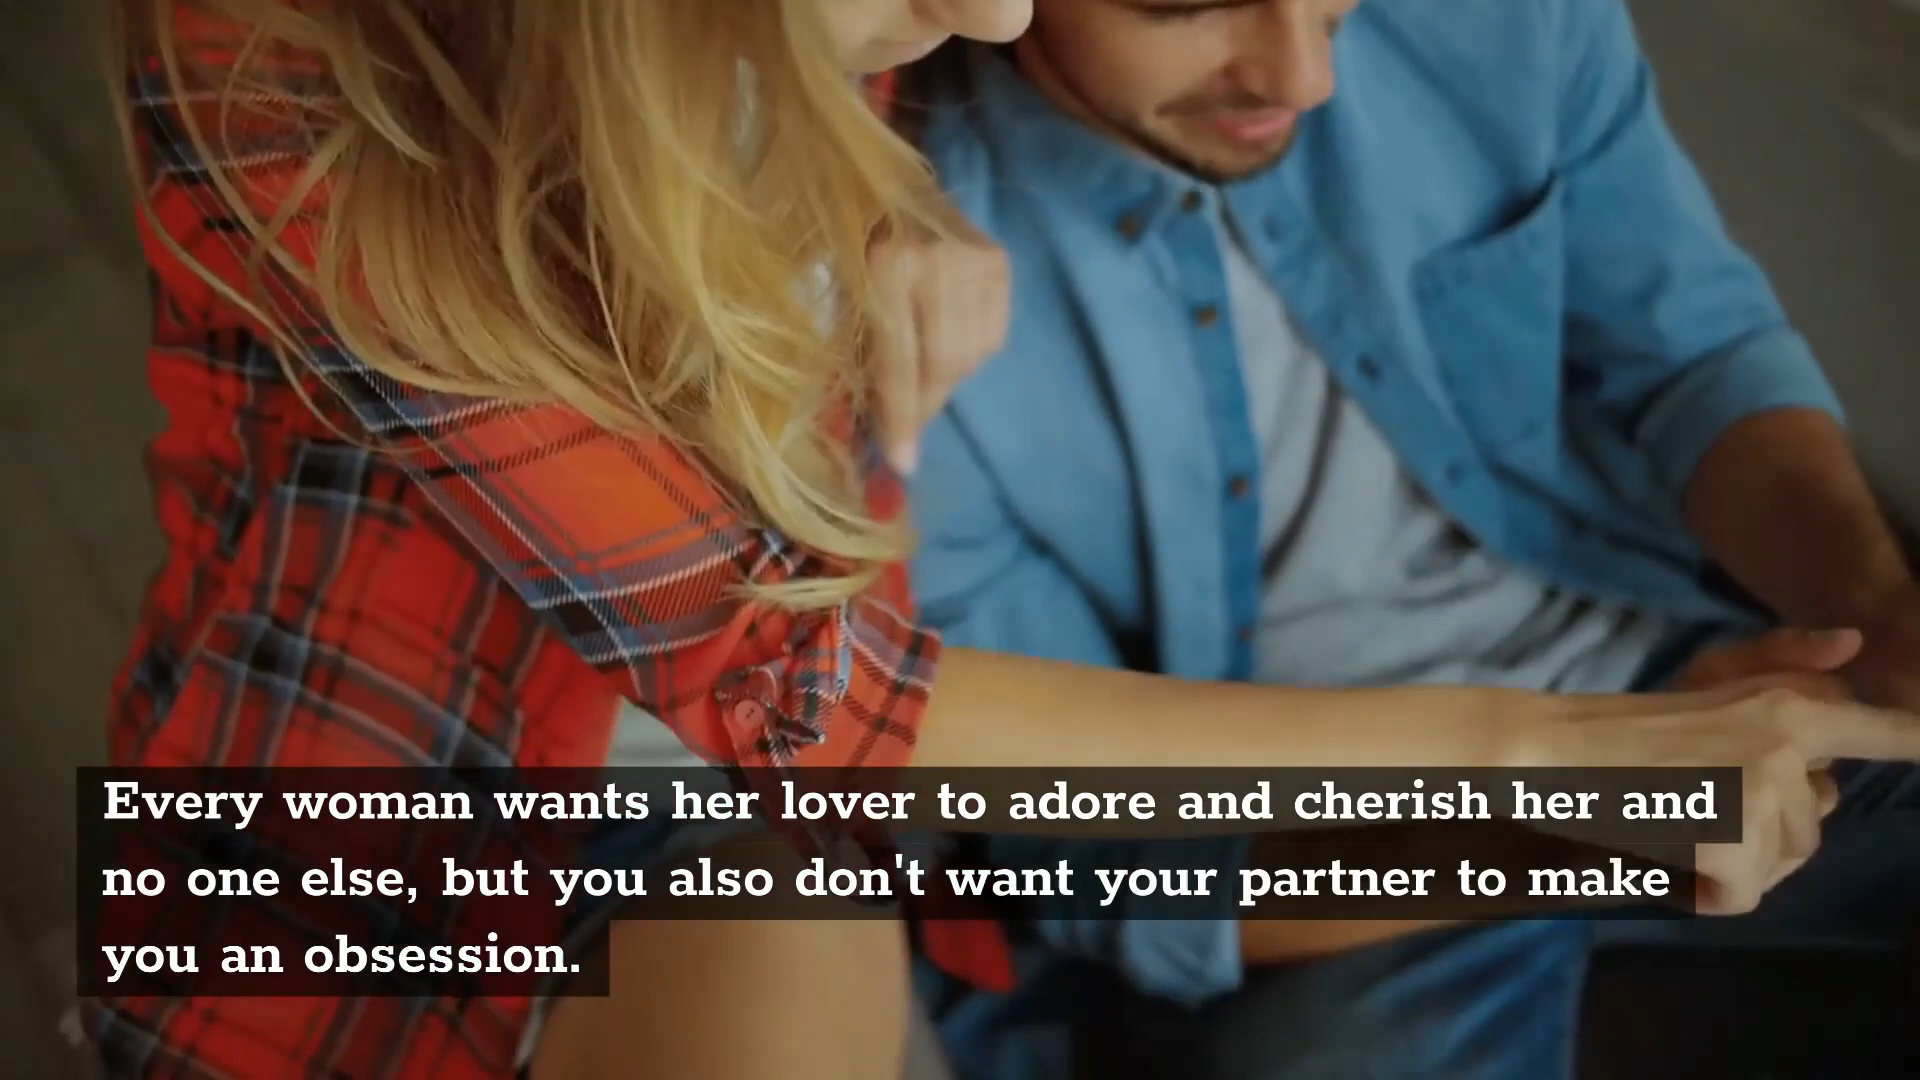 Every woman wants her lover to adore and cherish her and
no one else, but you also don't want your partner to make
you an obsession.